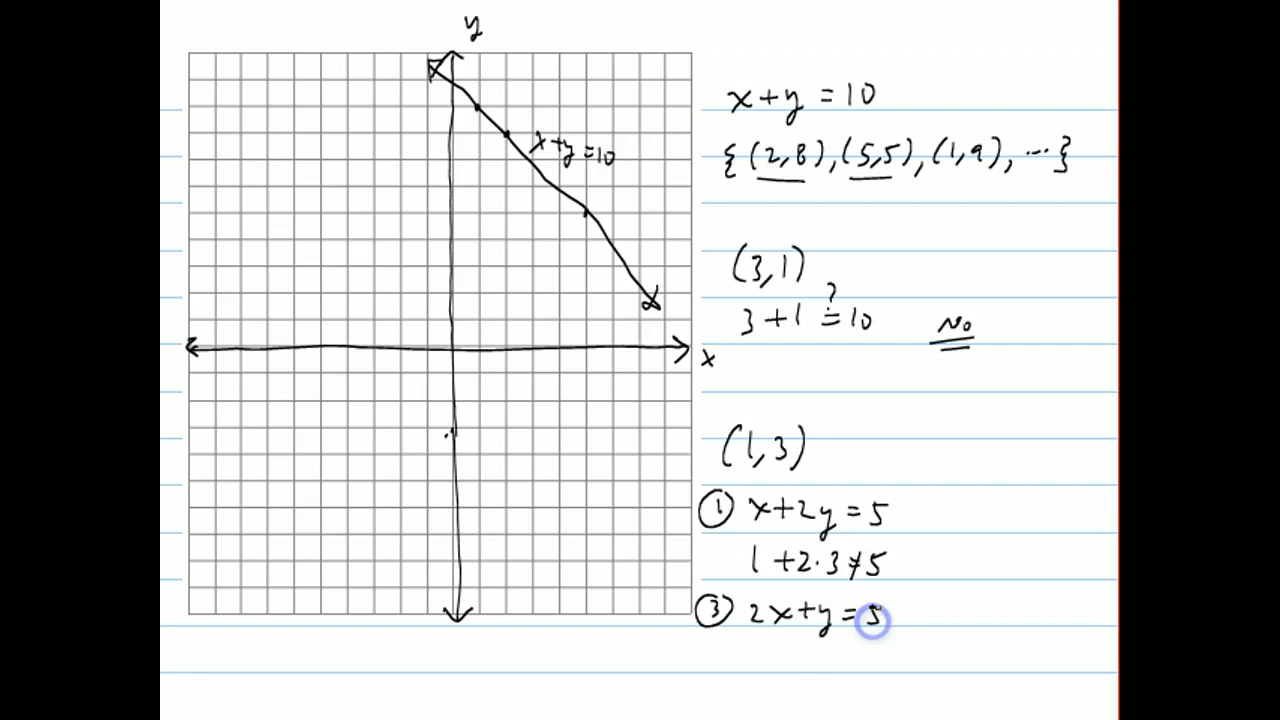 y
x+y=10
x
x+y=10
{(2,8),(5,5),(1,9),...}
(3,1)
?
3+1=10 No
(1,3)
① x+2y=5
1+2·3≠5
③ 2x+y=5